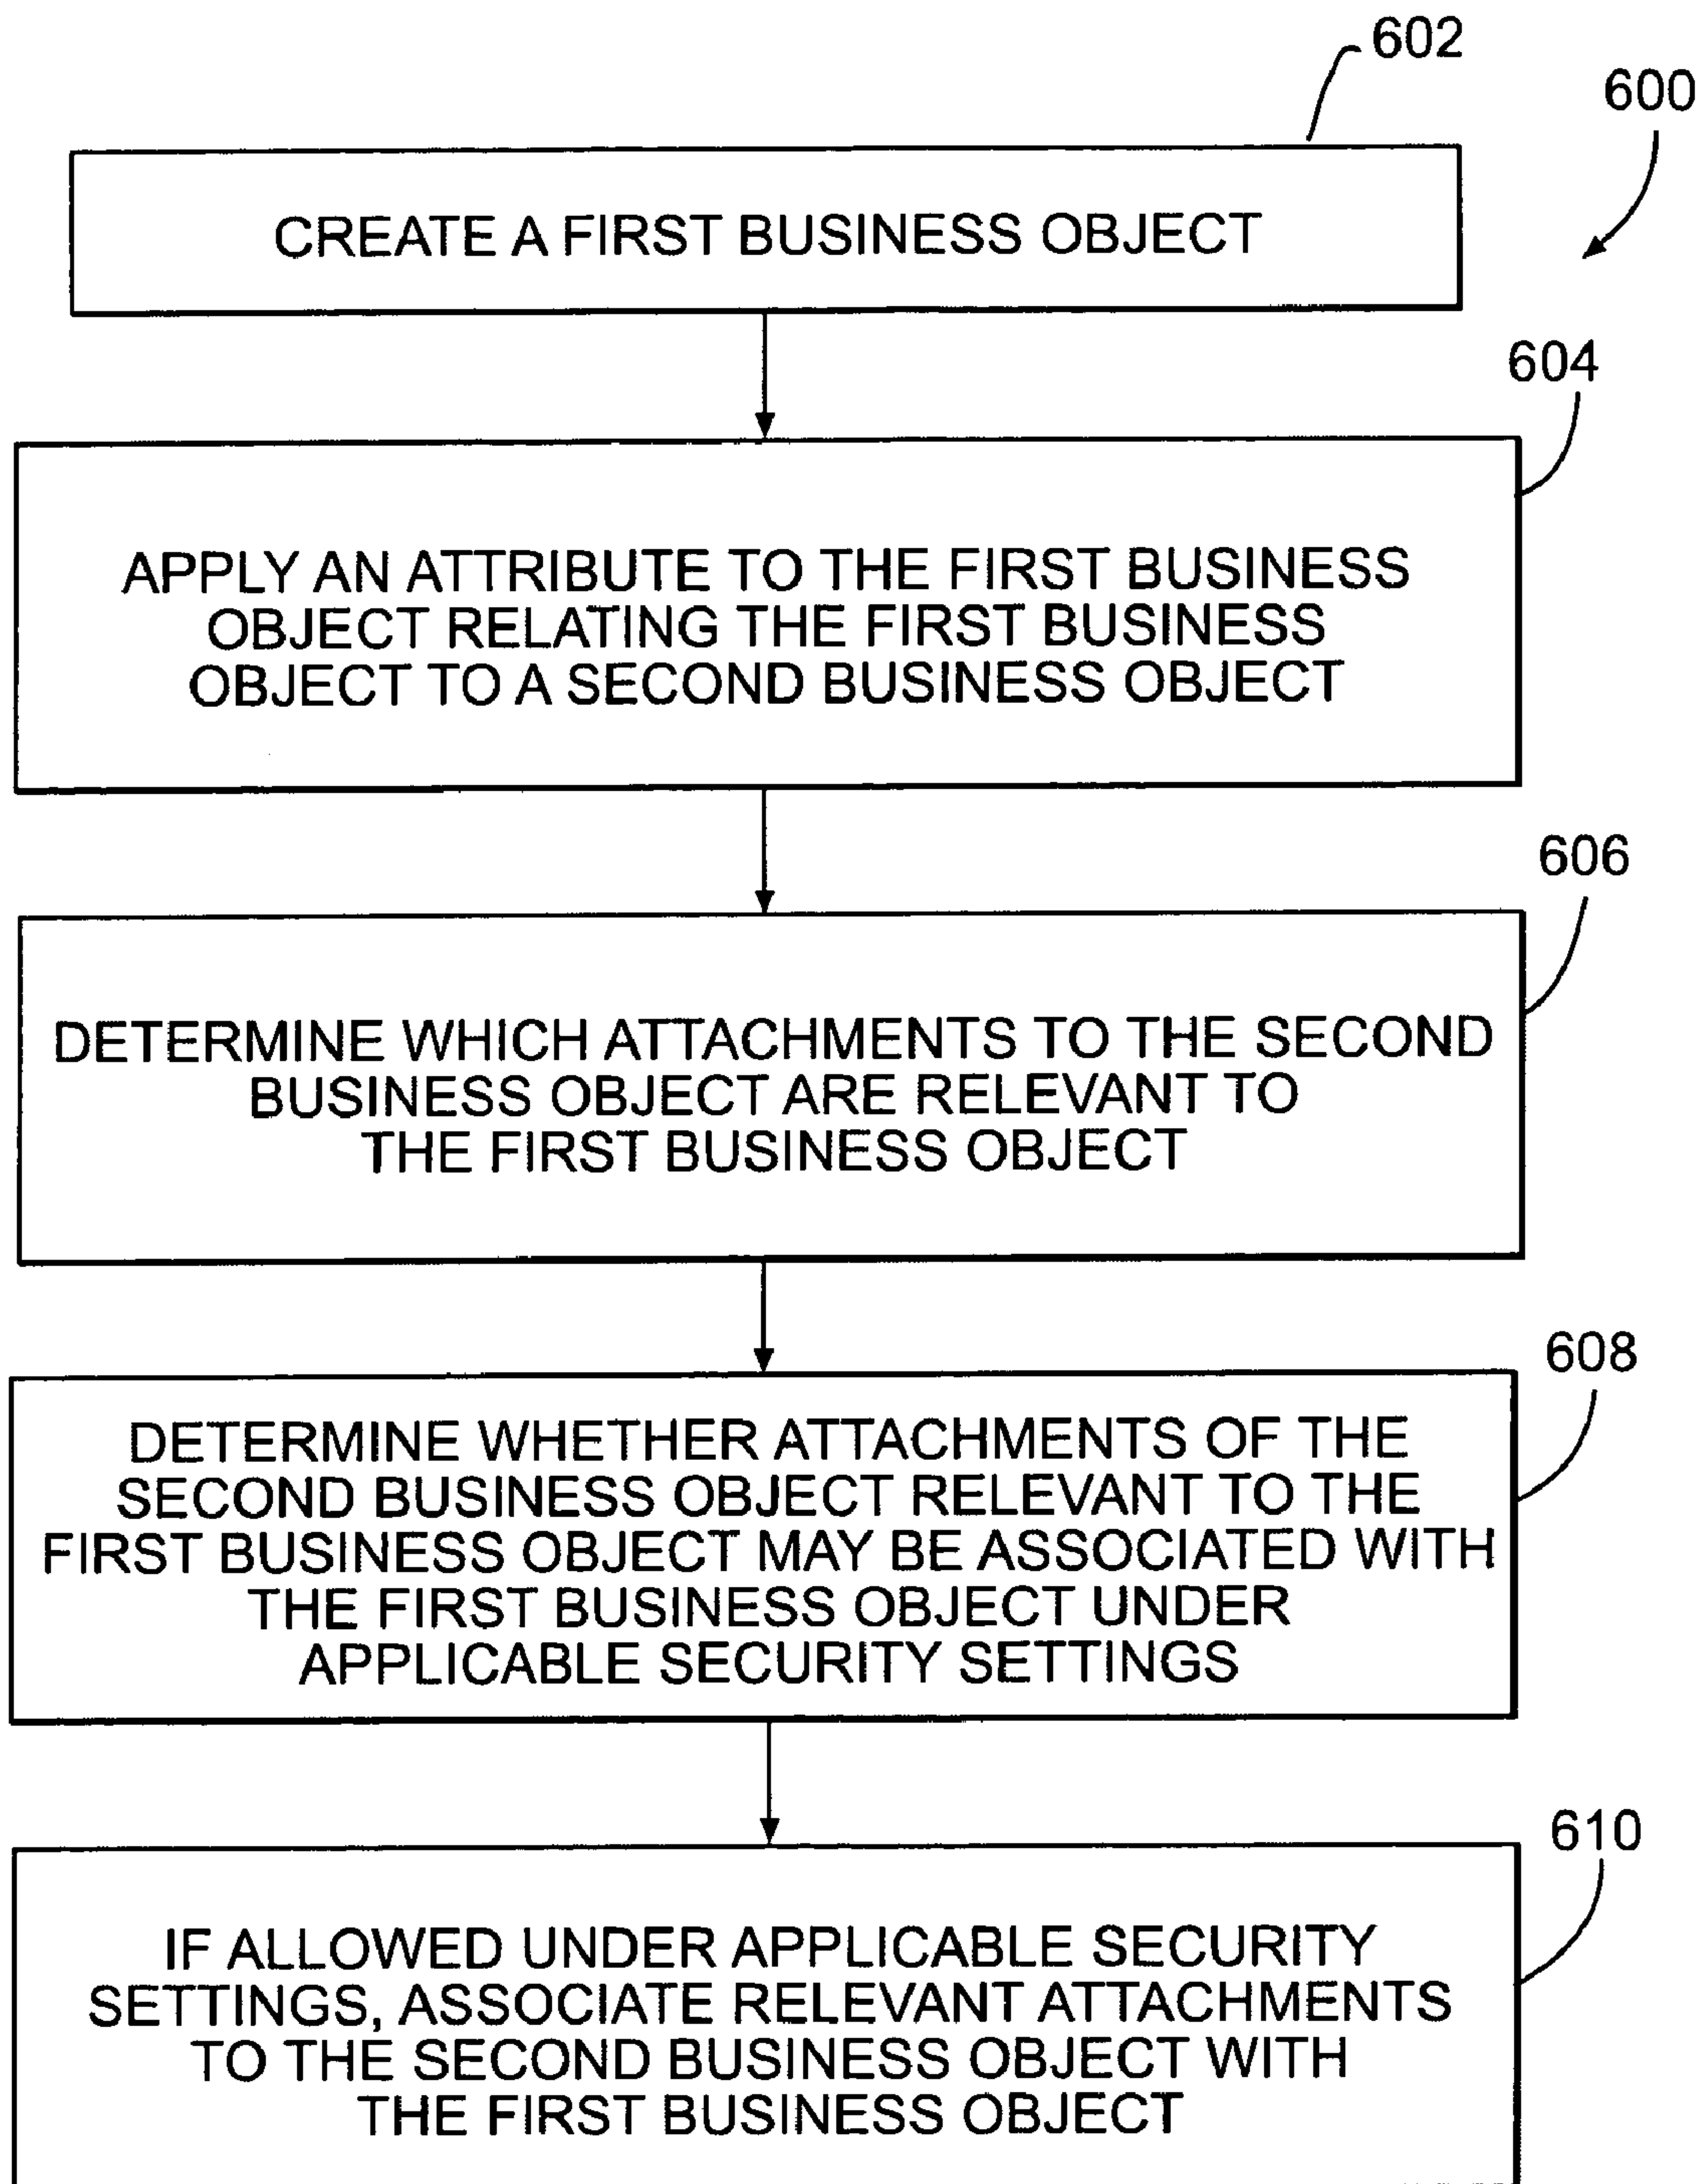 602
600
CREATE A FIRST BUSINESS OBJECT
604
APPLY AN ATTRIBUTE TO THE FIRST BUSINESS
OBJECT RELATING THE FIRST BUSINESS
OBJECT TO A SECOND BUSINESS OBJECT
606
DETERMINE WHICH ATTACHMENTS TO THE SECOND
BUSINESS OBJECT ARE RELEVANT TO
THE FIRST BUSINESS OBJECT
608
DETERMINE WHETHER ATTACHMENTS OF THE
SECOND BUSINESS OBJECT RELEVANT TO THE
FIRST BUSINESS OBJECT MAY BE ASSOCIATED WITH
THE FIRST BUSINESS OBJECT UNDER
APPLICABLE SECURITY SETTINGS
610
IF ALLOWED UNDER APPLICABLE SECURITY
SETTINGS, ASSOCIATE RELEVANT ATTACHMENTS
TO THE SECOND BUSINESS OBJECT WITH
THE FIRST BUSINESS OBJECT